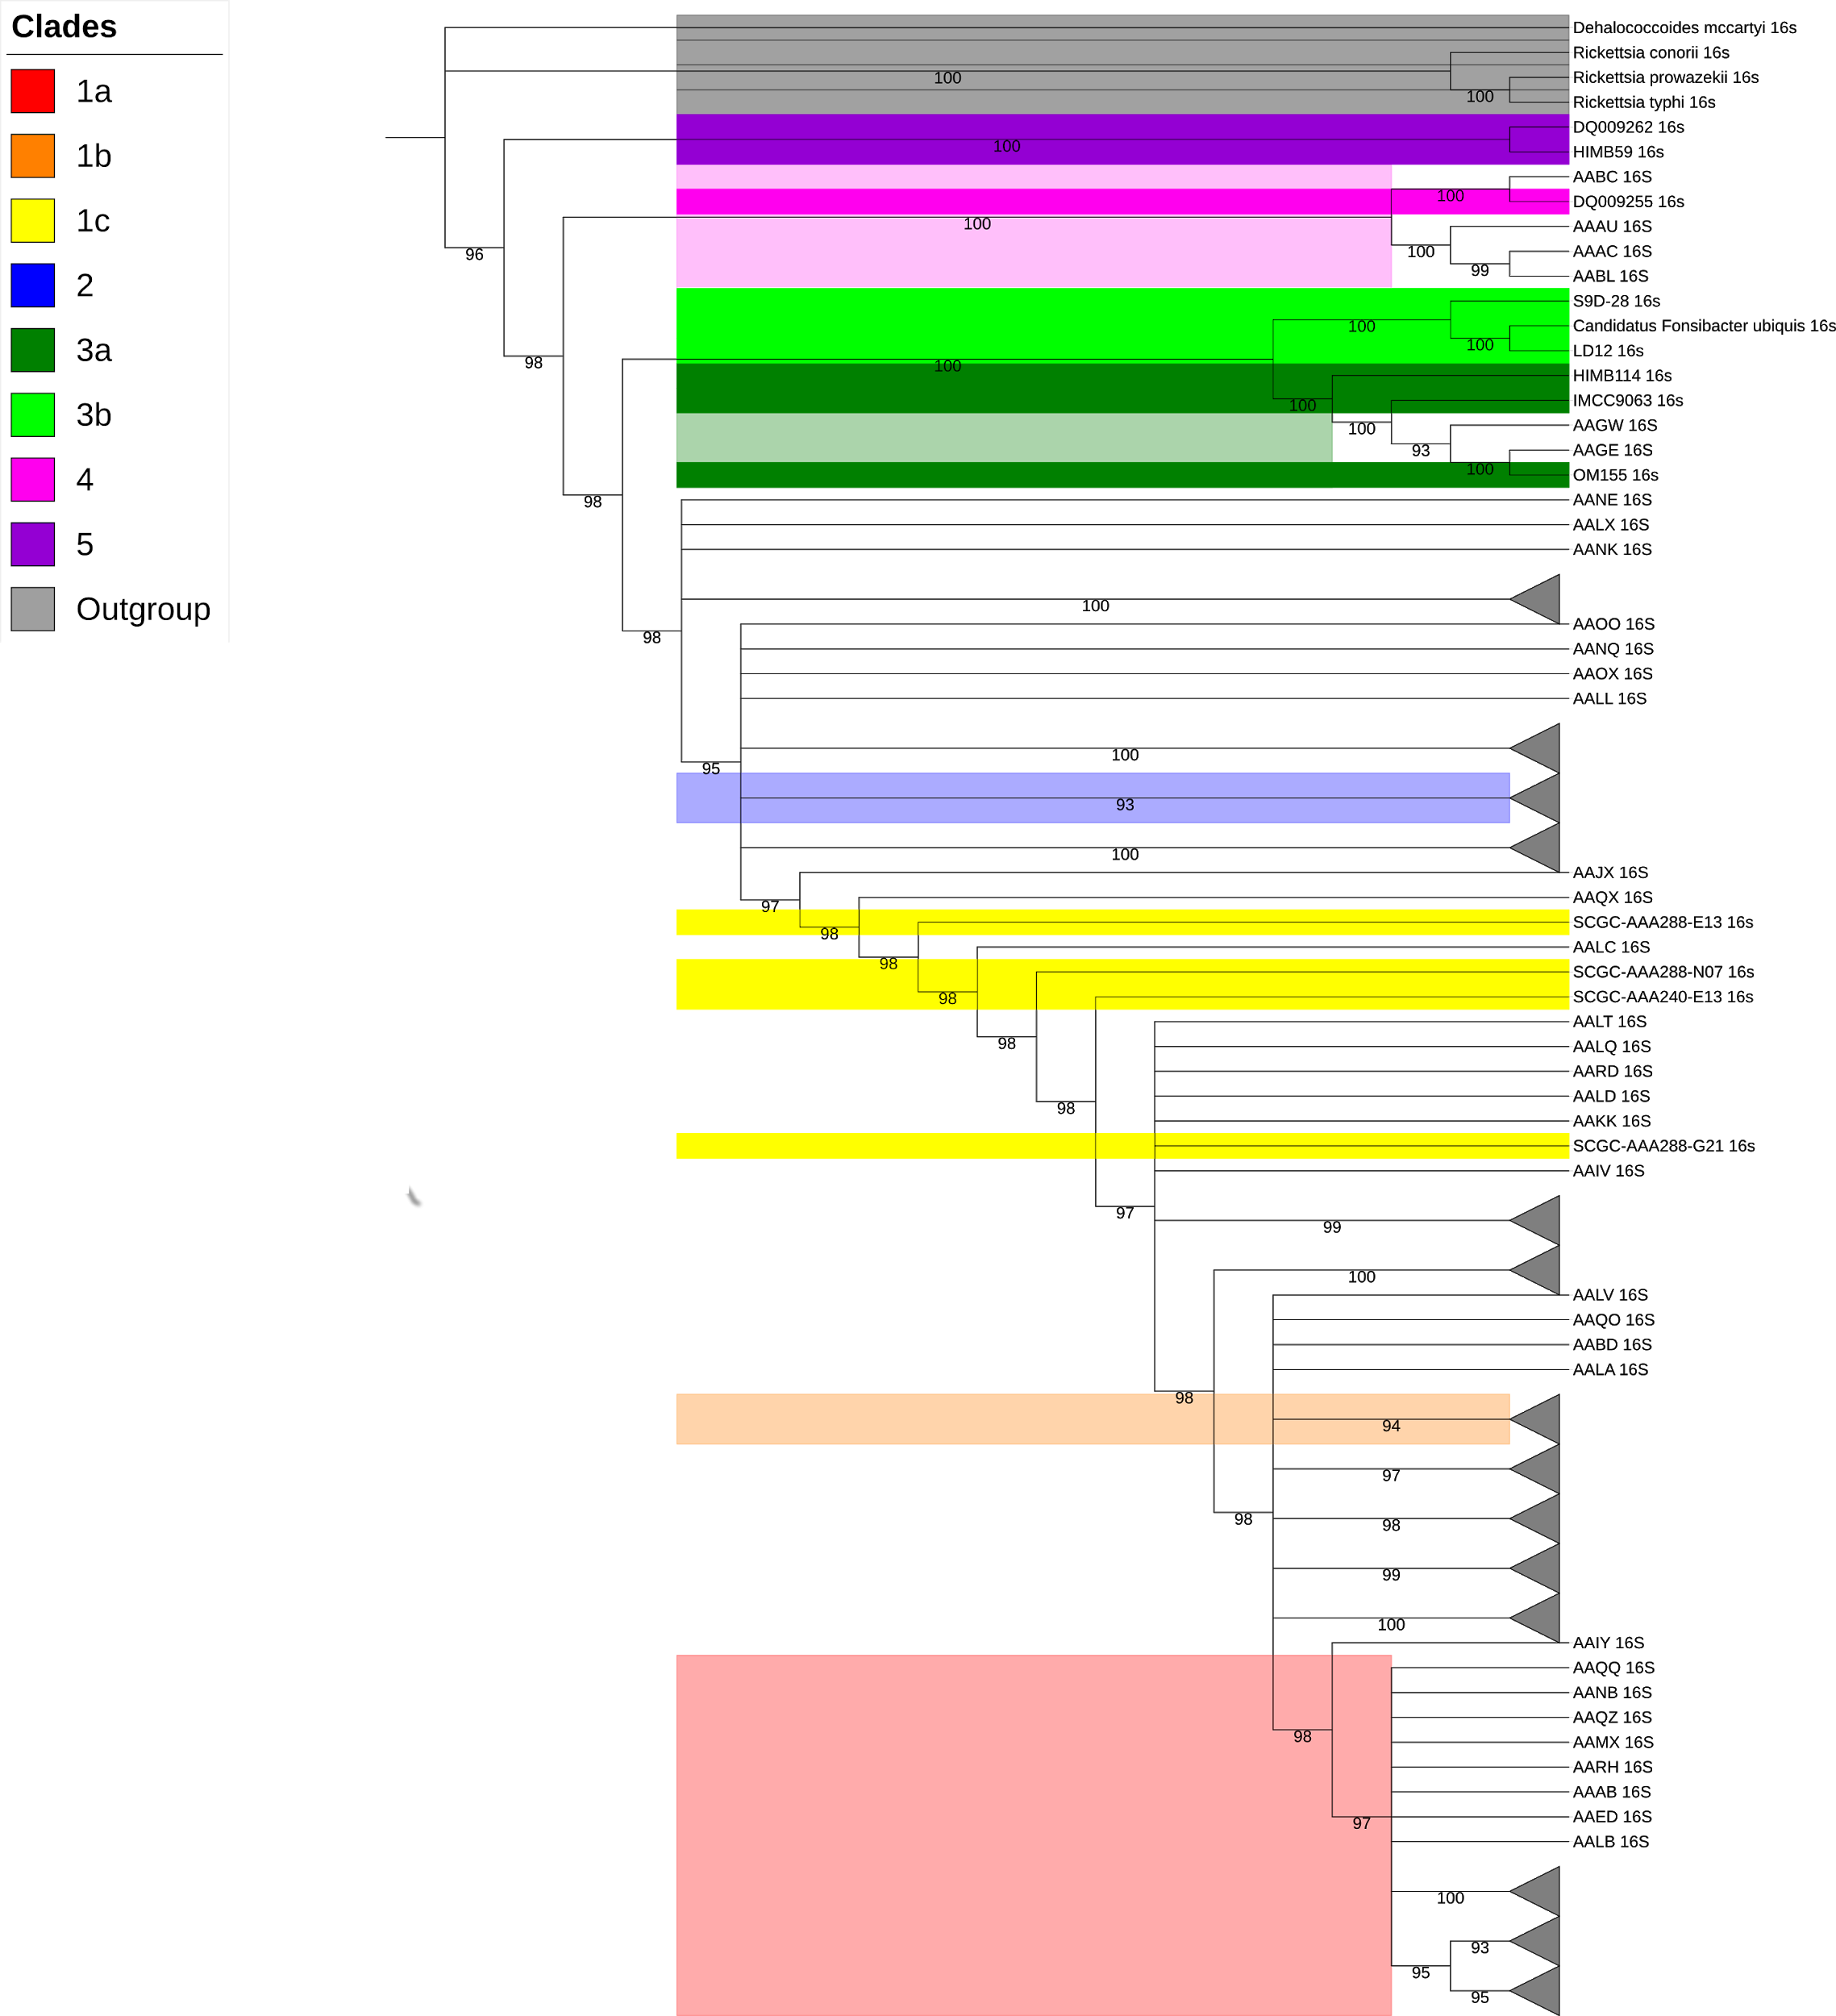 Clades
1a
1b
1c
2
3a
3b
4
5
Outgroup
Dehalococcoides mccartyi 16s
Rickettsia conorii 16s
100
Rickettsia prowazekii 16s
100
Rickettsia typhi 16s
DQ009262 16s
100
HIMB59 16s
AABC 16S
100
DQ009255 16s
100
AAAU 16S
96
100
AAAC 16S
99
AABL 16S
S9D-28 16s
100
Candidatus Fonsibacter ubiquis 16s
100
LD12 16s
98
100
HIMB114 16s
100
IMCC9063 16s
100
AAGW 16S
93
AAGE 16S
100
OM155 16s
98
AANE 16S
AALX 16S
AANK 16S
100
AAOO 16S
98
AANQ 16S
AAOX 16S
AALL 16S
100
95
93
100
AAJX 16S
97
AAQX 16S
98
SCGC-AAA288-E13 16s
98
AALC 16S
SCGC-AAA288-N07 16s
98
SCGC-AAA240-E13 16s
AALT 16S
98
AALQ 16S
AARD 16S
98
AALD 16S
AAKK 16S
SCGC-AAA288-G21 16s
AAIV 16S
97
99
100
AALV 16S
AAQO 16S
AABD 16S
AALA 16S
98
94
97
98
98
99
100
AAIY 16S
AAQQ 16S
AANB 16S
AAQZ 16S
98
AAMX 16S
AARH 16S
AAAB 16S
AAED 16S
97
AALB 16S
100
93
95
95